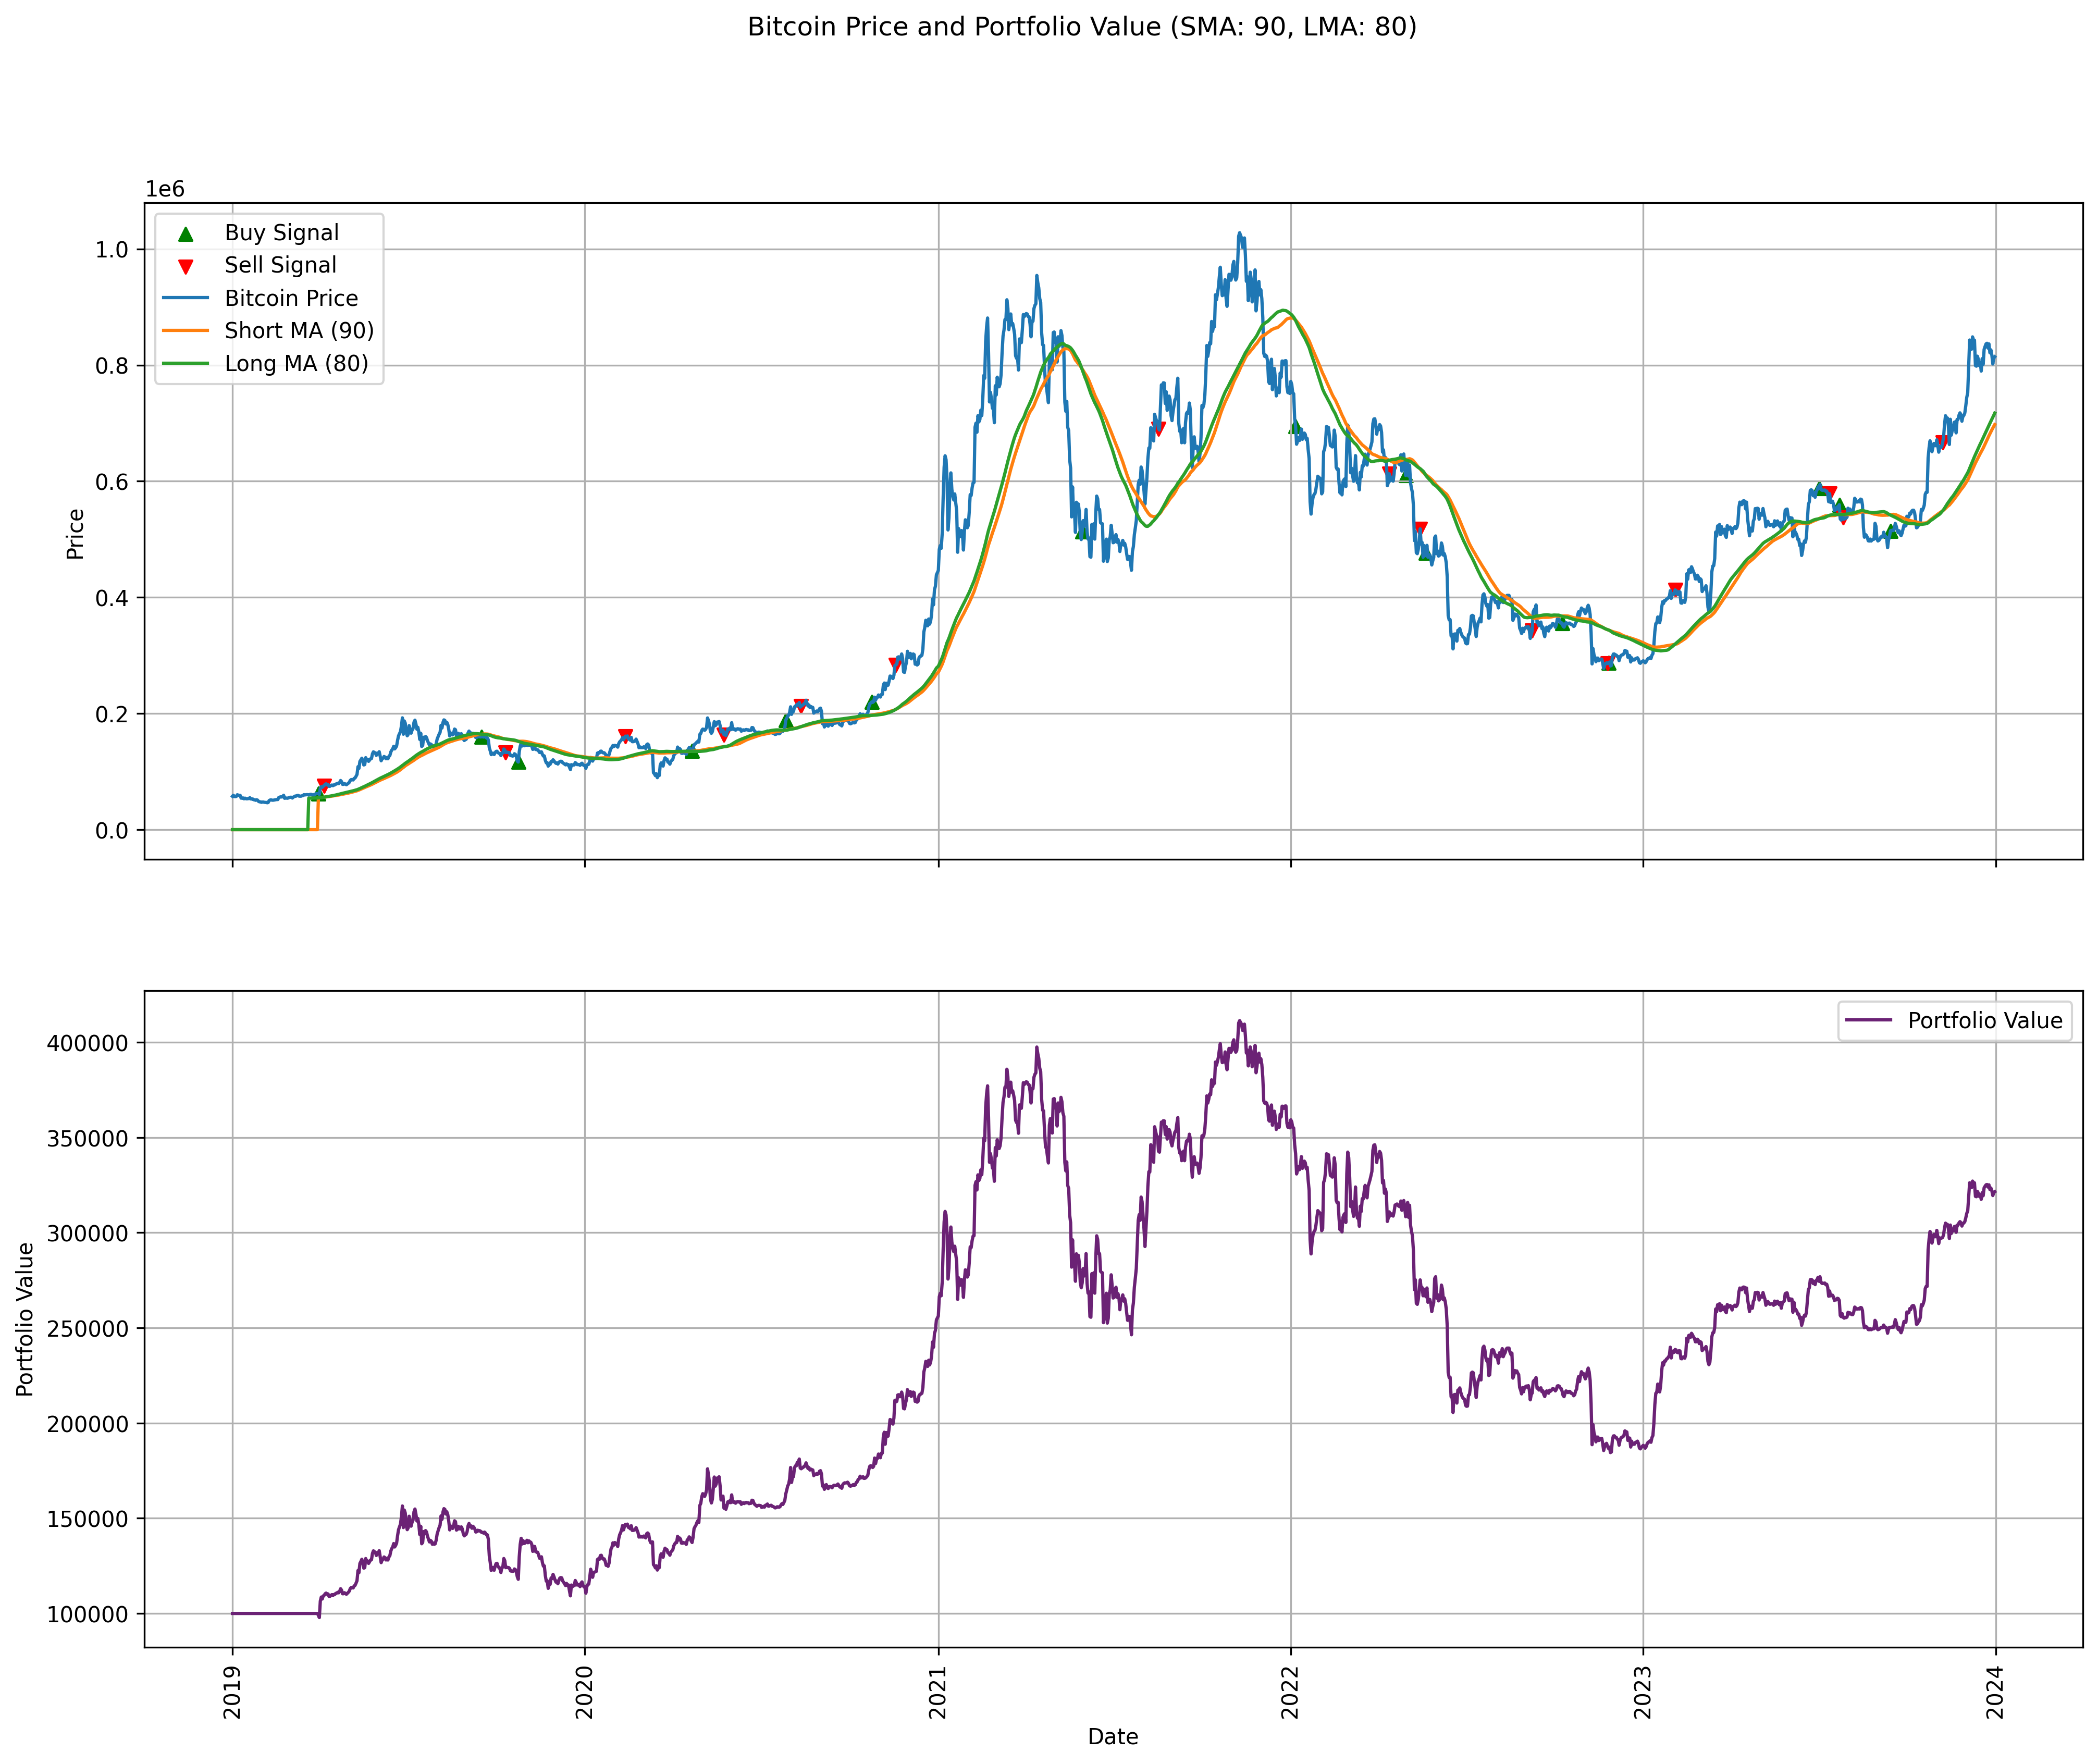 Bitcoin Price and Portfolio Value (SMA: 90, LMA: 80)
1e6
Buy Signal
Sell Signal
Bitcoin Price
Short MA (90)
Long MA (80)
1.0
0.8
0.6
0.4
0.2
0.0
Price
Portfolio Value
400000
350000
300000
250000
200000
150000
100000
Portfolio Value
2019
2020
2021
2022
2023
2024
Date